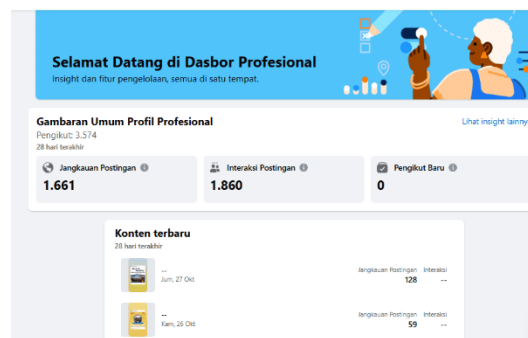 Selamat Datang di Dasbor Profesional
Insight dan fitur pengelolaan, semua di satu tempat.
Gambaran Umum Profil Profesional
Lihat insight lainny
Pengikut: 3.574
28 hari terakhir
Jangkauan Postingan
1.661
Interaksi Postingan
1.860
Pengikut Baru
0
Konten terbaru
28 hari terakhir
--
Jum, 27 Okt
Jangkauan Postingan Interaksi
128 --
--
Kam, 26 Okt
Jangkauan Postingan Interaksi
59 --